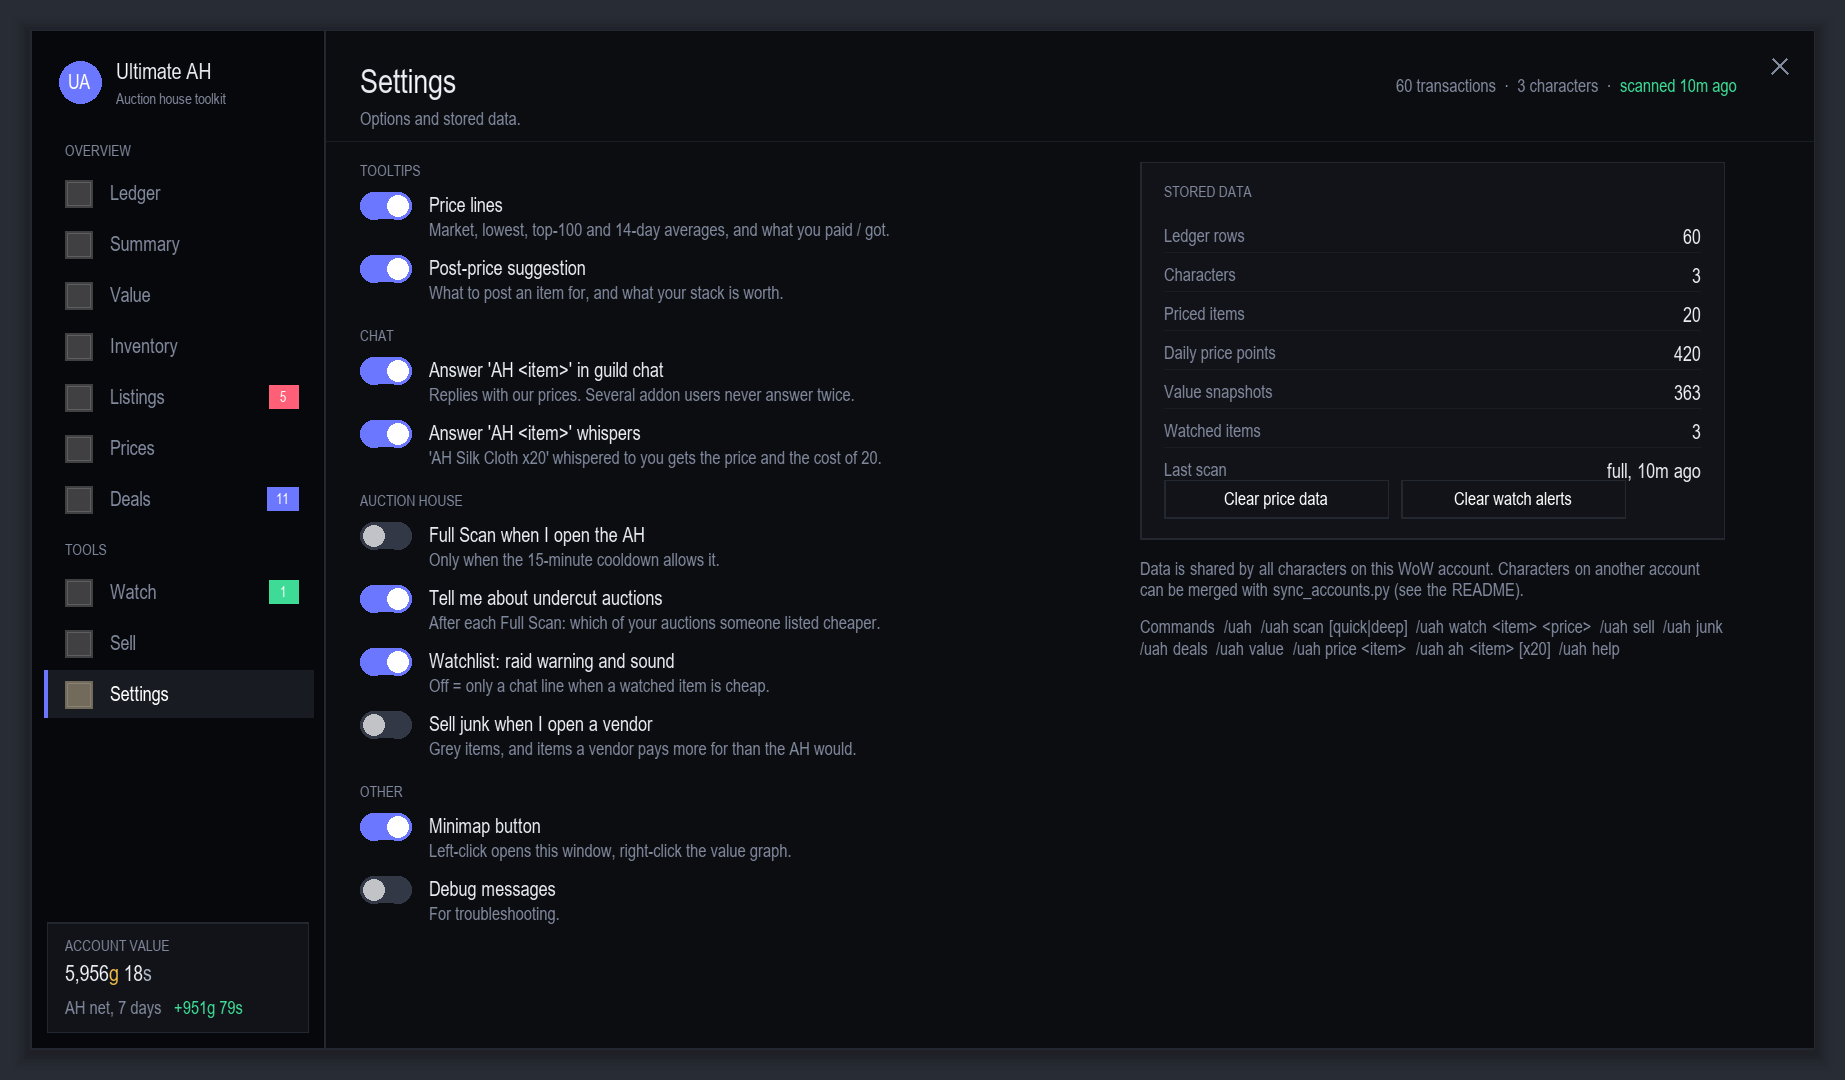 UA
Ultimate AH
Auction house toolkit
OVERVIEW
Ledger
Summary
Value
Inventory
Listings 5
Prices
Deals 11
TOOLS
Watch 1
Sell
Settings
ACCOUNT VALUE
5,956g 18s
AH net, 7 days +951g 79s
Settings
Options and stored data.
60 transactions · 3 characters · scanned 10m ago
TOOLTIPS
Price lines
Market, lowest, top-100 and 14-day averages, and what you paid / got.
Post-price suggestion
What to post an item for, and what your stack is worth.
CHAT
Answer 'AH <item>' in guild chat
Replies with our prices. Several addon users never answer twice.
Answer 'AH <item>' whispers
'AH Silk Cloth x20' whispered to you gets the price and the cost of 20.
AUCTION HOUSE
Full Scan when I open the AH
Only when the 15-minute cooldown allows it.
Tell me about undercut auctions
After each Full Scan: which of your auctions someone listed cheaper.
Watchlist: raid warning and sound
Off = only a chat line when a watched item is cheap.
Sell junk when I open a vendor
Grey items, and items a vendor pays more for than the AH would.
OTHER
Minimap button
Left-click opens this window, right-click the value graph.
Debug messages
For troubleshooting.
STORED DATA
Ledger rows 60
Characters 3
Priced items 20
Daily price points 420
Value snapshots 363
Watched items 3
Last scan full, 10m ago
Clear price data Clear watch alerts
Data is shared by all characters on this WoW account. Characters on another account
can be merged with sync_accounts.py (see the README).
Commands /uah /uah scan [quick|deep] /uah watch <item> <price> /uah sell /uah junk
/uah deals /uah value /uah price <item> /uah ah <item> [x20] /uah help